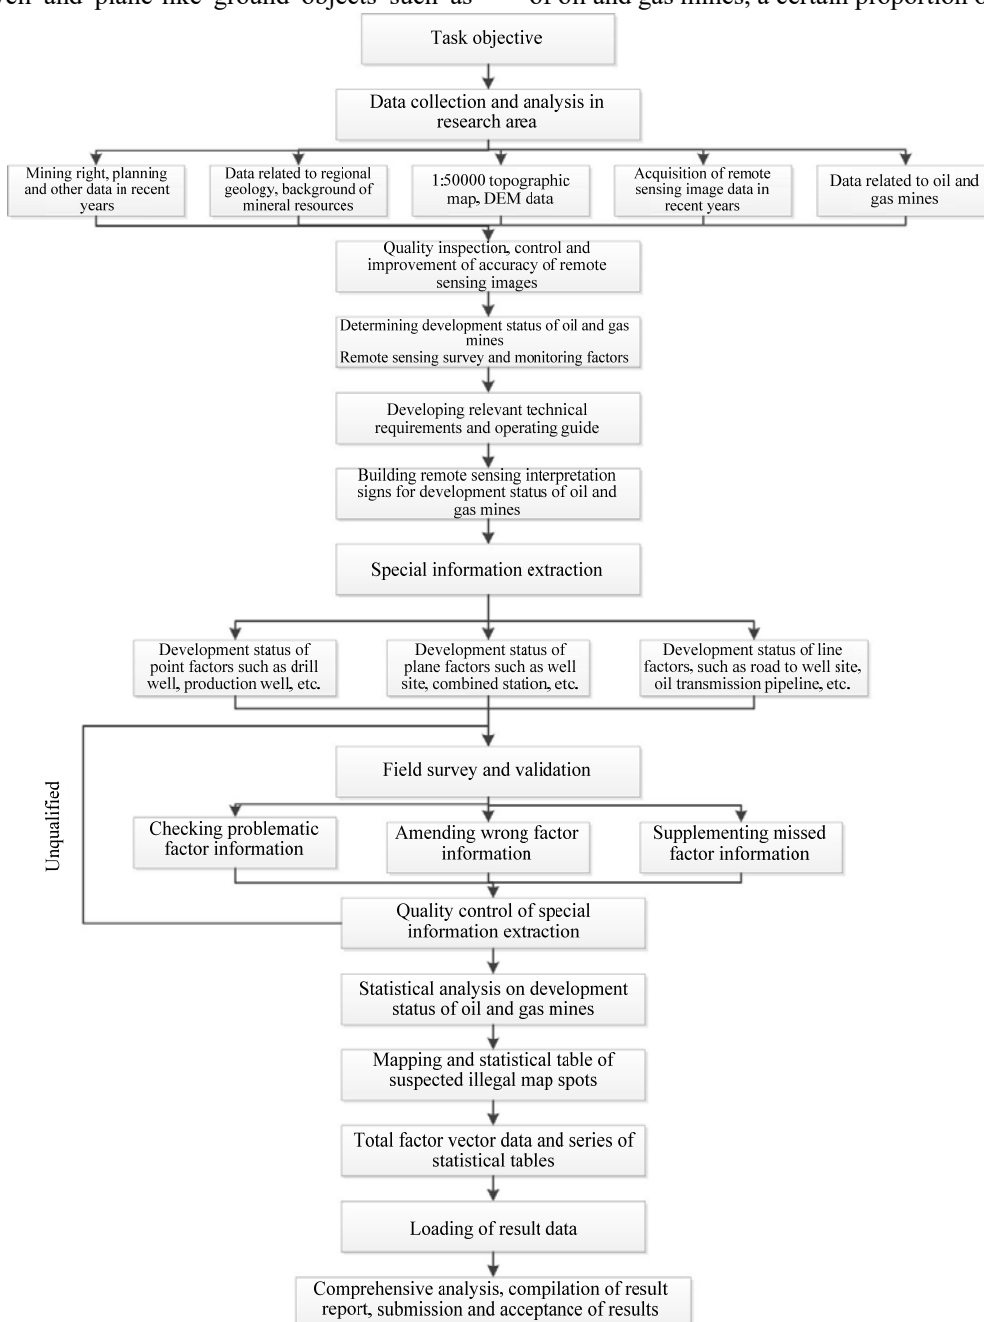 and plane-like ground objects such as
of oil and gas mines, a certain proportion
Task objective
Data collection and analysis in
research area
Mining right, planning
and other data in recent
years
Data related to regional
geology, background of
mineral resources
1:50000 topographic
map, DEM data
Acquisition of remote
sensing image data in
recent years
Data related to oil and
gas mines
Quality inspection, control and
improvement of accuracy of remote
sensing images
Determining development status of oil and gas
mines
Remote sensing survey and monitoring factors
Developing relevant technical
requirements and operating guide
Building remote sensing interpretation
signs for development status of oil and
gas mines
Special information extraction
Development status of
point factors such as drill
well, production well, etc.
Development status of
plane factors such as well
site, combined station, etc.
Development status of line
factors, such as road to well site,
oil transmission pipeline, etc.
Field survey and validation
Unqualified
Checking problematic
factor information
Amending wrong factor
information
Supplementing missed
factor information
Quality control of special
information extraction
Statistical analysis on development
status of oil and gas mines
Mapping and statistical table of
suspected illegal map spots
Total factor vector data and series of
statistical tables
Loading of result data
Comprehensive analysis, compilation of result
report, submission and acceptance of results